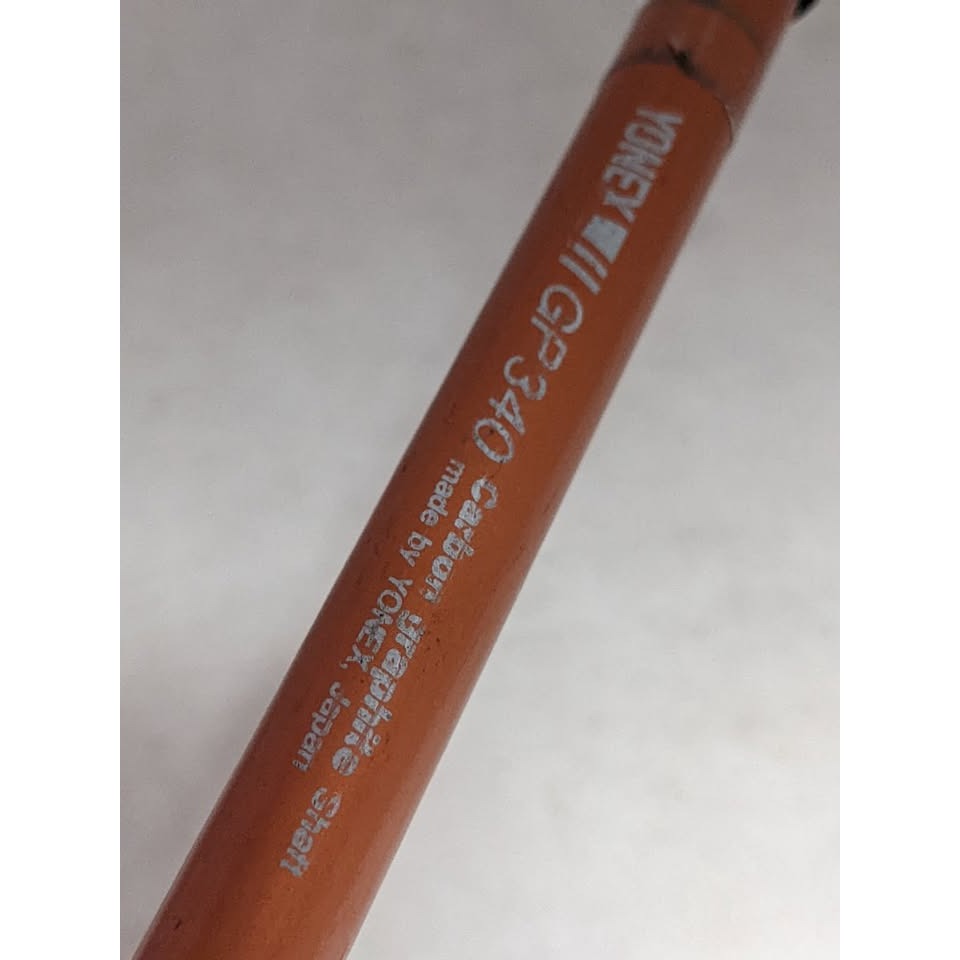 YONEX GP340 Carbon graphite Shaft
made by YONEX, Japan